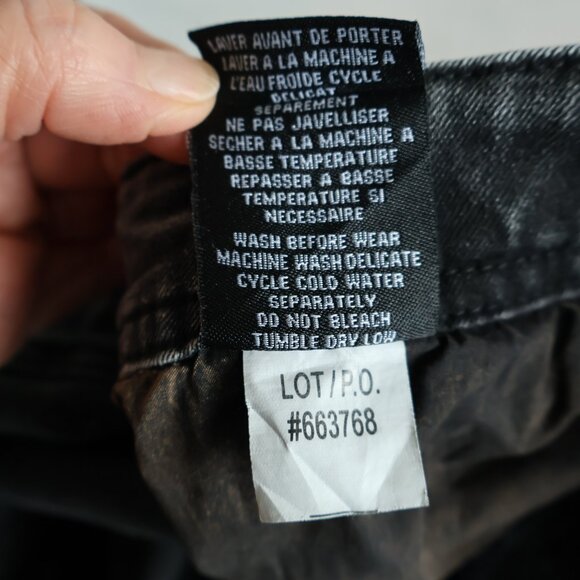 LAVER AVANT DE PORTER
LAVER A LA MACHINE A
L'EAU FROIDE CYCLE
DELICAT
SEPAREMENT
NE PAS JAVELLISER
SECHER A LA MACHINE A
BASSE TEMPERATURE
REPASSER A BASSE
TEMPERATURE SI
NECESSAIRE
WASH BEFORE WEAR
MACHINE WASH DELICATE
CYCLE COLD WATER
SEPARATELY
DO NOT BLEACH
TUMBLE DRY LOW
LOT/P.O.
#663768